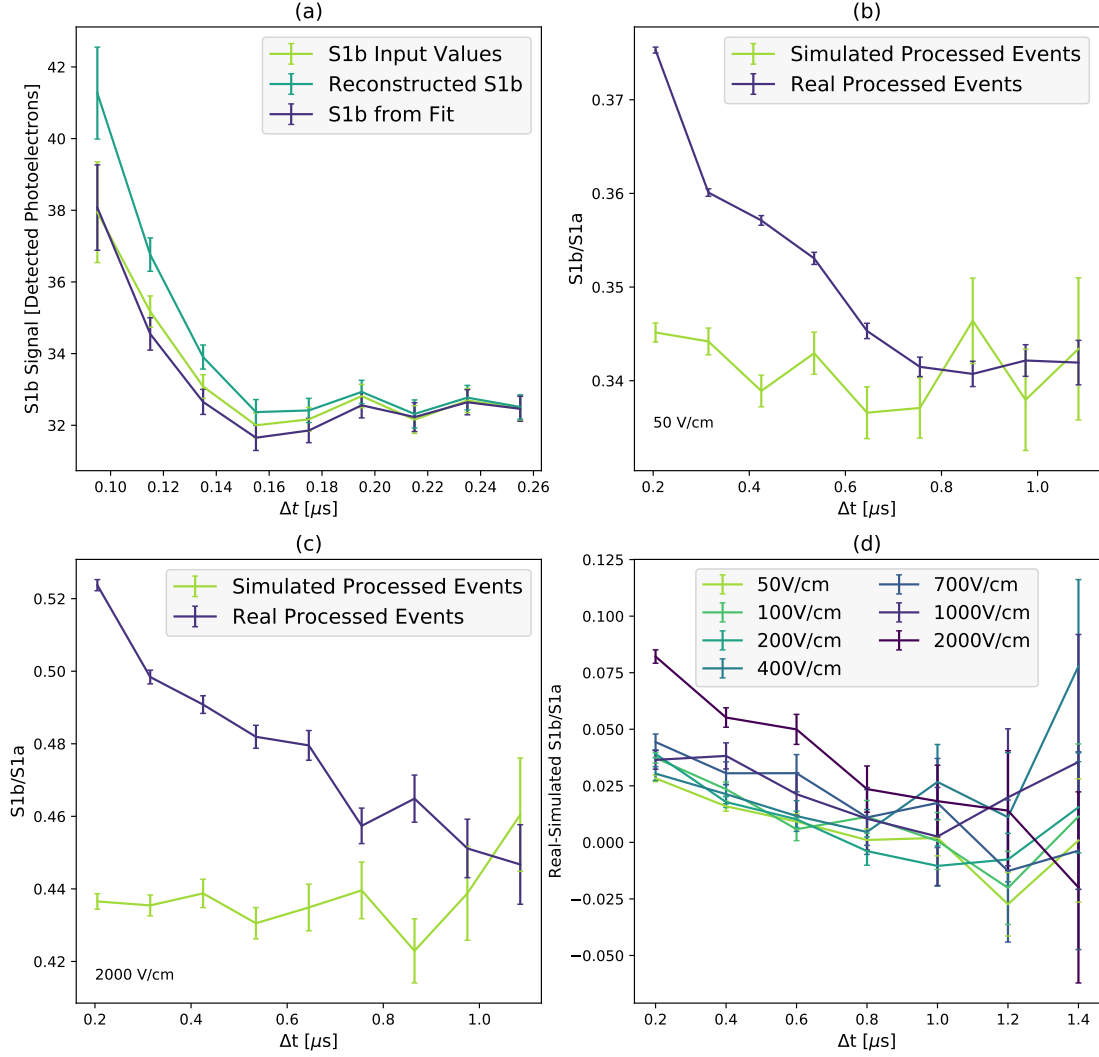 (a)
S1b Signal [Detected Photoelectrons]
42
40
38
36
34
32
S1b Input Values
Reconstructed S1b
S1b from Fit
0.10 0.12 0.14 0.16 0.18 0.20 0.22 0.24 0.26
Δt [μs]
(b)
S1b/S1a
0.37
0.36
0.35
0.34
Simulated Processed Events
Real Processed Events
50 V/cm
0.2 0.4 0.6 0.8 1.0
Δt [μs]
(c)
S1b/S1a
0.52
0.50
0.48
0.46
0.44
0.42
Simulated Processed Events
Real Processed Events
2000 V/cm
0.2 0.4 0.6 0.8 1.0
Δt [μs]
(d)
Real-Simulated S1b/S1a
0.125
0.100
0.075
0.050
0.025
0.000
−0.025
−0.050
50V/cm 700V/cm
100V/cm 1000V/cm
200V/cm 2000V/cm
400V/cm
0.2 0.4 0.6 0.8 1.0 1.2 1.4
Δt [μs]